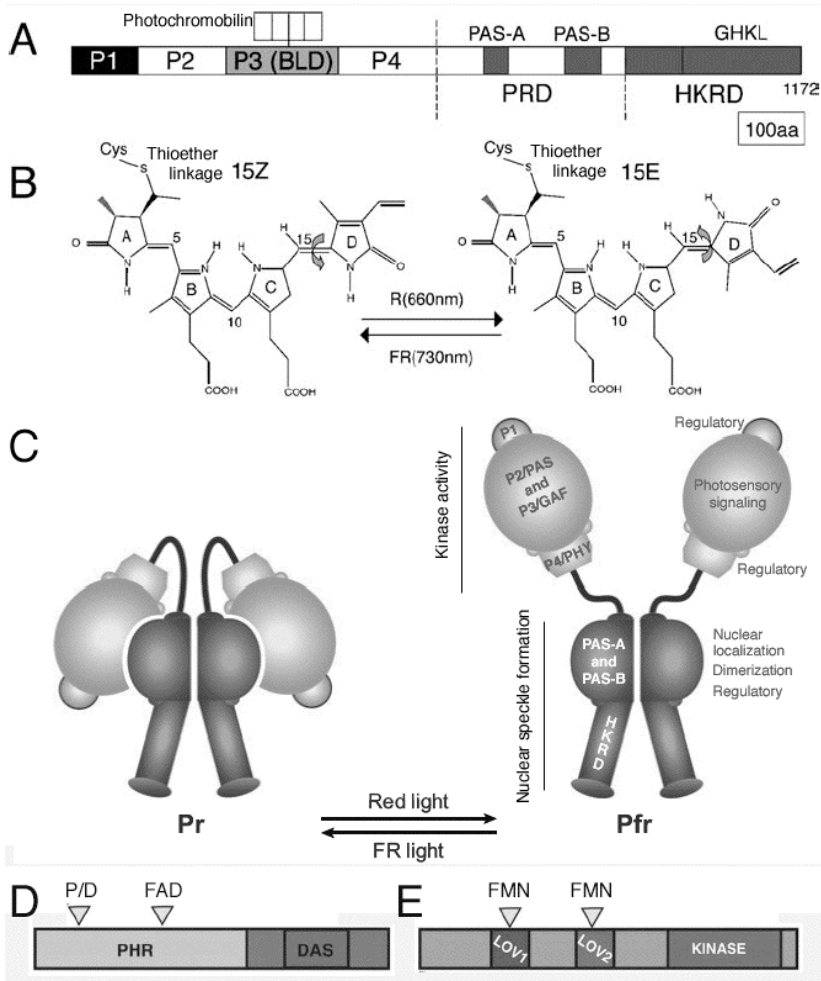 A
Photochromobilin
P1 P2 P3 (BLD) P4 PAS-A PAS-B GHKL
PRD HKRD 1172
100aa
B
Cys S Thioether linkage 15Z
O A N H 5 B N H 10 C N H H 15 D N H O
COOH COOH
R(660nm)
FR(730nm)
Cys S Thioether linkage 15E
O A N H 5 B N H 10 C N H H 15 D N H O
COOH COOH
C
Kinase activity
P1
P2/PAS
and
P3/GAF
P4/PHY
Regulatory
Photosensory
signaling
Regulatory
Nuclear speckle formation
PAS-A
and
PAS-B
HKRD
Nuclear
localization
Dimerization
Regulatory
Pr
Red light
FR light
Pfr
D
P/D FAD
PHR DAS
E
FMN FMN
LOV1 LOV2 KINASE